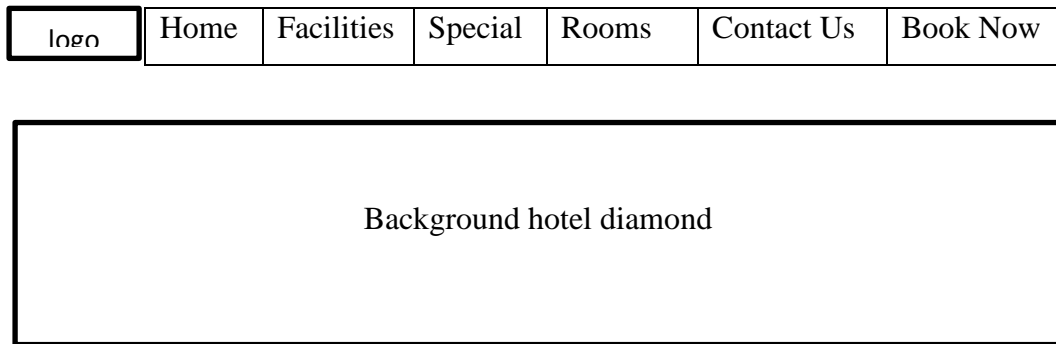 logo Home Facilities Special Rooms Contact Us Book Now
Background hotel diamond